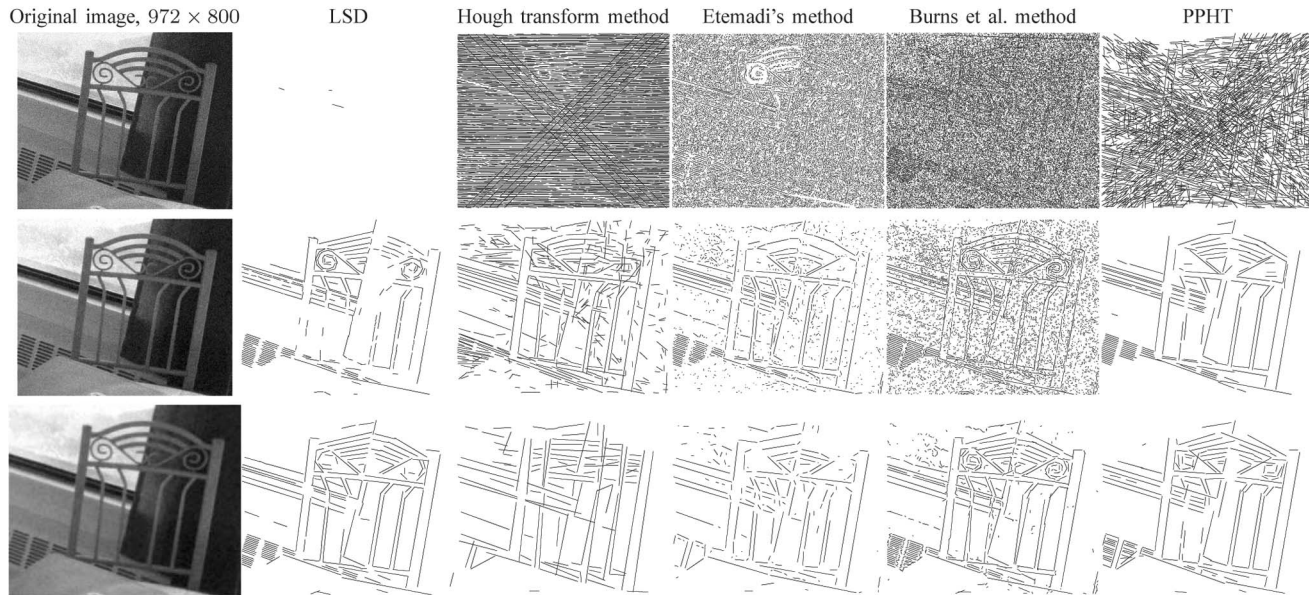 Original image, 972 × 800 LSD Hough transform method Etemadi's method Burns et al. method PPHT